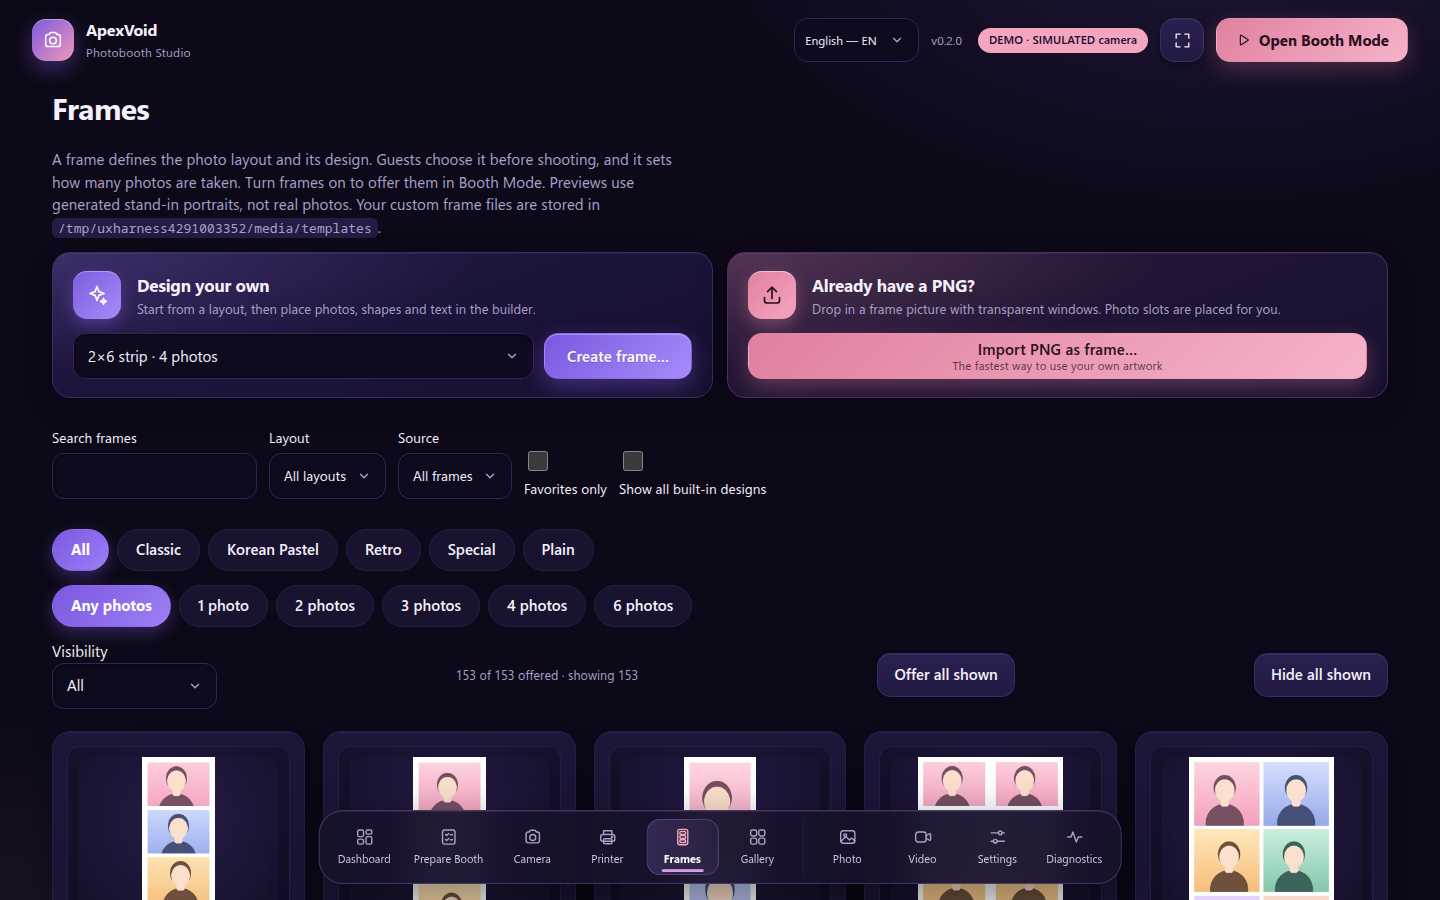 ApexVoid
Photobooth Studio
English — EN
v0.2.0
DEMO · SIMULATED camera
Open Booth Mode
Frames
A frame defines the photo layout and its design. Guests choose it before shooting, and it sets
how many photos are taken. Turn frames on to offer them in Booth Mode. Previews use
generated stand-in portraits, not real photos. Your custom frame files are stored in
/tmp/uxharness4291003352/media/templates.
Design your own
Start from a layout, then place photos, shapes and text in the builder.
2×6 strip · 4 photos
Create frame...
Already have a PNG?
Drop in a frame picture with transparent windows. Photo slots are placed for you.
Import PNG as frame...
The fastest way to use your own artwork
Search frames
Layout
All layouts
Source
All frames
Favorites only
Show all built-in designs
All
Classic
Korean Pastel
Retro
Special
Plain
Any photos
1 photo
2 photos
3 photos
4 photos
6 photos
Visibility
All
153 of 153 offered · showing 153
Offer all shown
Hide all shown
Dashboard
Prepare Booth
Camera
Printer
Frames
Gallery
Photo
Video
Settings
Diagnostics